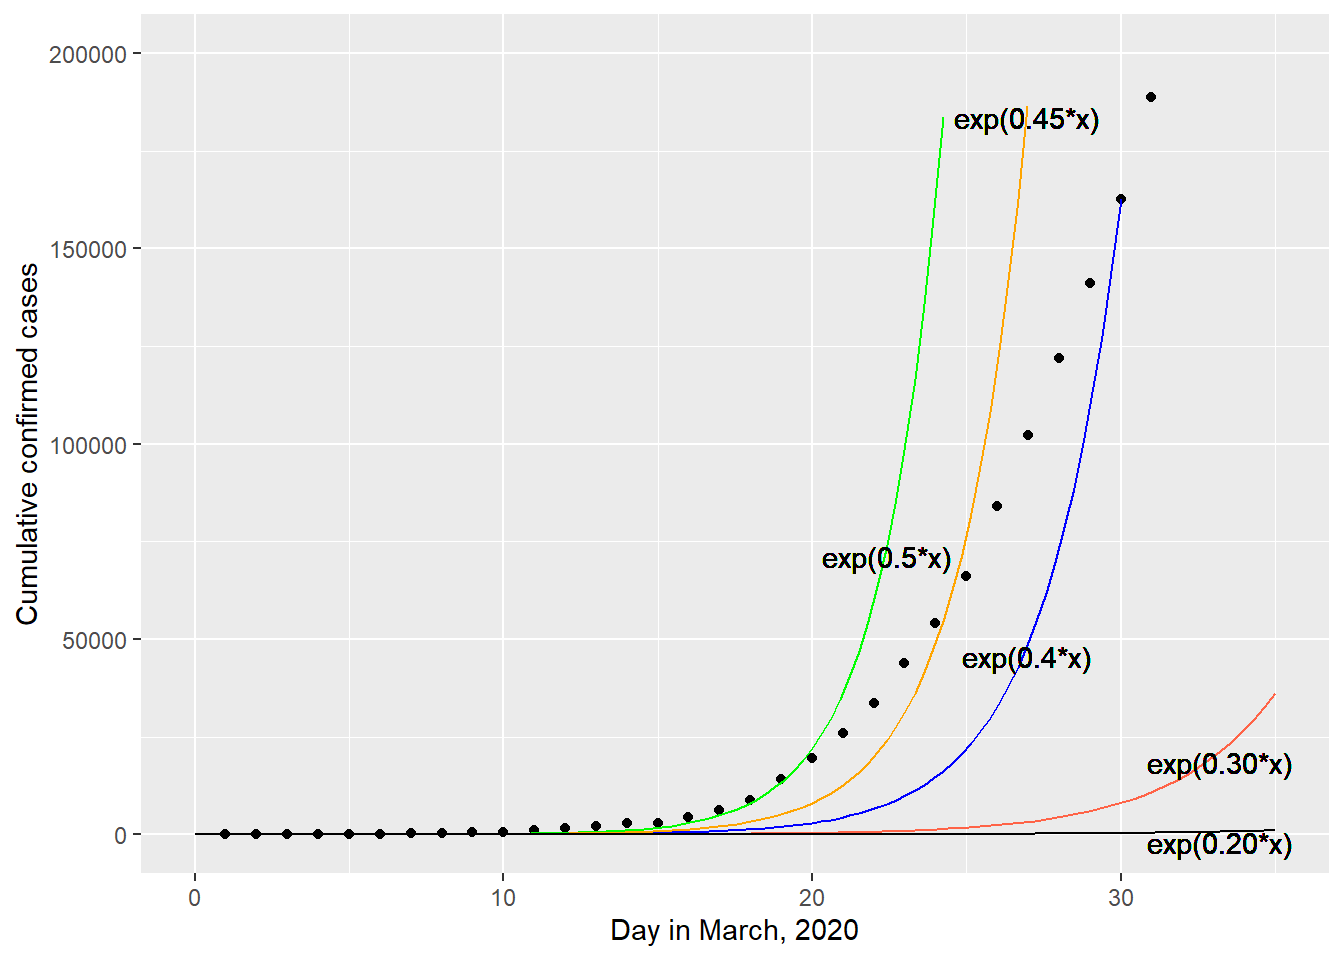 200000
150000
100000
50000
0
Cumulative confirmed cases
exp(0.45*x)
exp(0.5*x)
exp(0.4*x)
exp(0.30*x)
exp(0.20*x)
0 10 20 30
Day in March, 2020